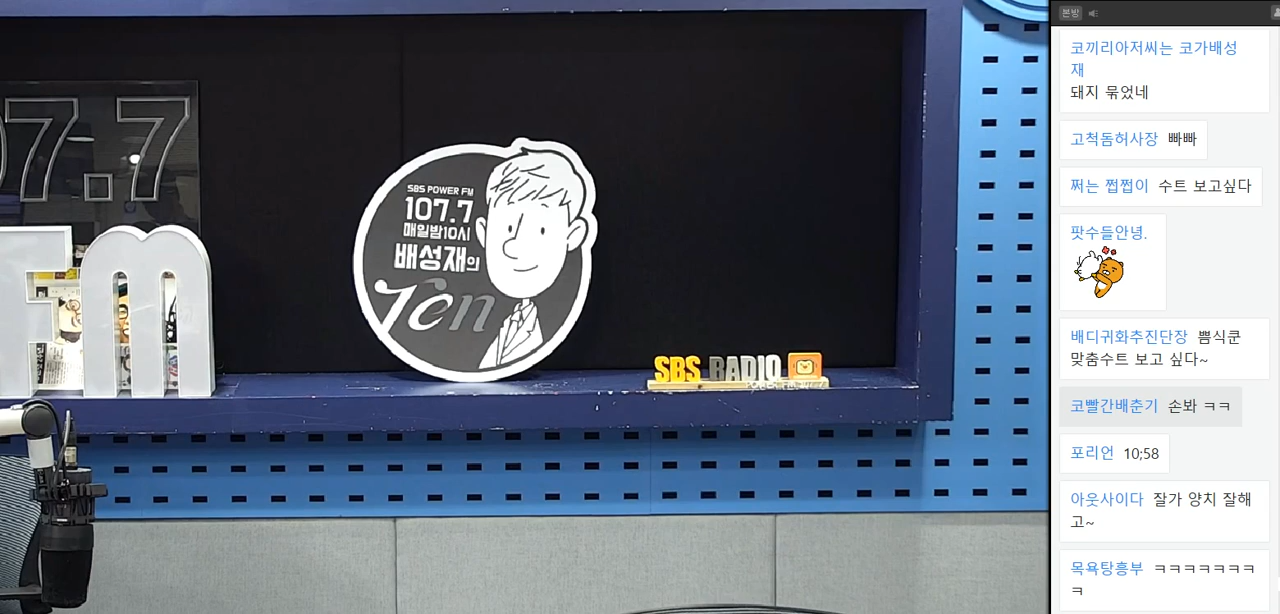 07.7
FM
SBS POWER FM
107.7
매일밤10시
배성재의
Ten
SBS RADIO
본방
코끼리아저씨는 코가배성
재
돼지 묶었네
고척돔허사장 빠빠
쩌는 쩝쩝이 수트 보고싶다
팟수들안녕.
배디귀화추진단장 쁨식쿤
맞춤수트 보고 싶다~
코빨간배춘기 손봐 ㅋㅋ
포리언 10;58
아웃사이다 잘가 양치 잘해
고~
목욕탕흥부 ㅋㅋㅋㅋㅋㅋㅋ
ㅋ